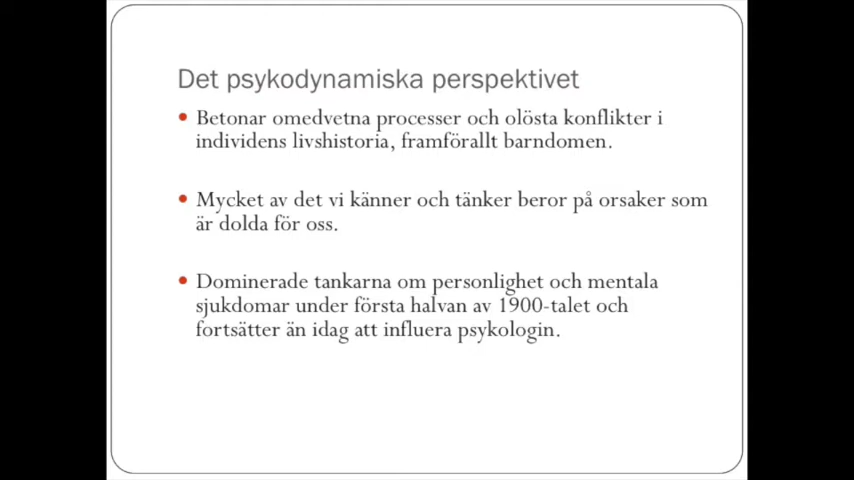 Det psykodynamiska perspektivet
• Betonar omedvetna processer och olösta konflikter i
individens livshistoria, framförallt barndomen.
• Mycket av det vi känner och tänker beror på orsaker som
är dolda för oss.
• Dominerade tankarna om personlighet och mentala
sjukdomar under första halvan av 1900-talet och
fortsätter än idag att influera psykologin.